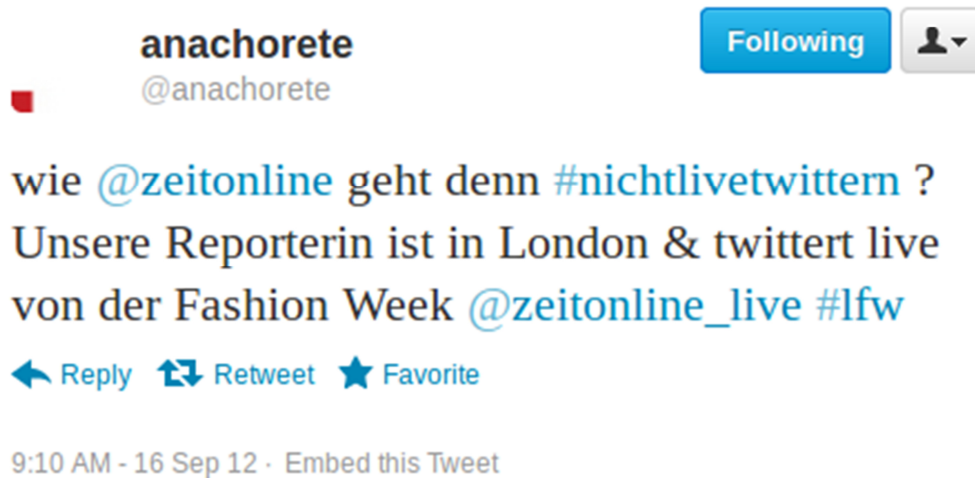 anachorete
Following
@anachorete
wie @zeitonline geht denn #nichtlivetwittern ?
Unsere Reporterin ist in London & twittert live
von der Fashion Week @zeitonline_live #lfw
Reply Retweet Favorite
9:10 AM - 16 Sep 12 · Embed this Tweet